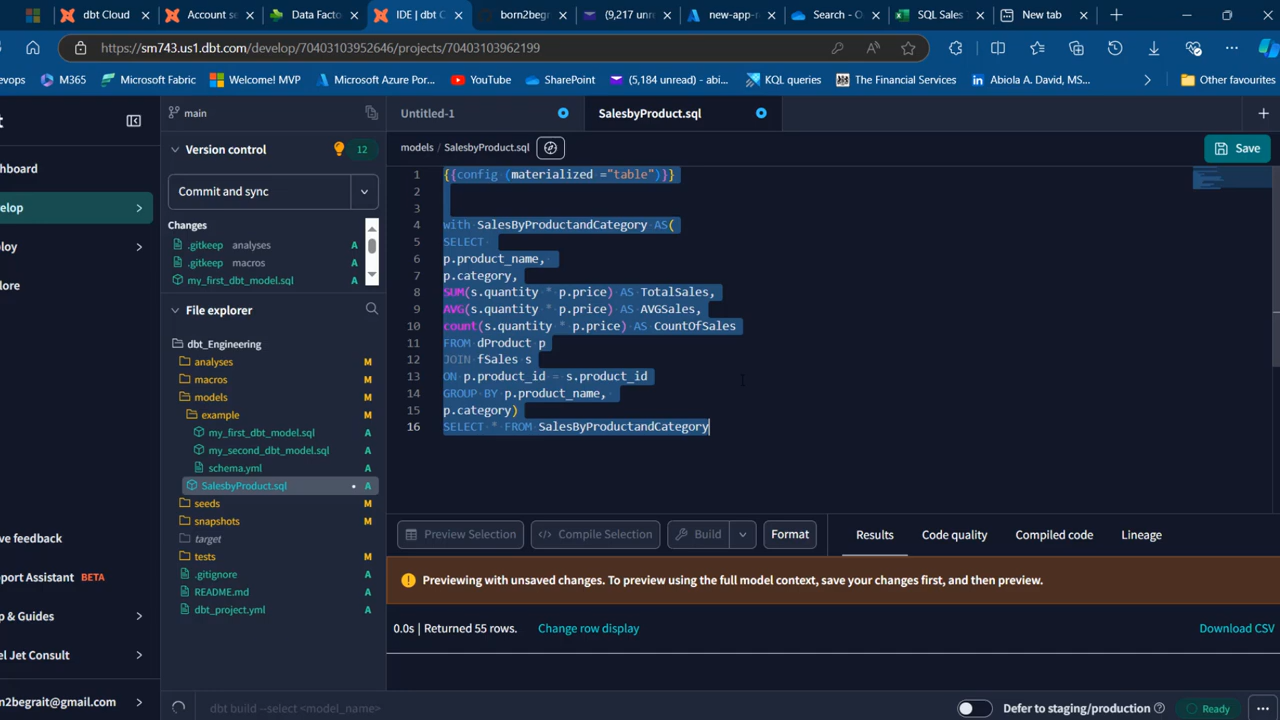 dbt Cloud
Account se
Data Facto
IDE | dbt C
born2begrait
(9,217 unrea
new-app-r
Search - O
SQL Sales
New tab
https://sm743.us1.dbt.com/develop/70403103952646/projects/70403103962199
evops
M365
Microsoft Fabric
Welcome! MVP
Microsoft Azure Por...
YouTube
SharePoint
(5,184 unread) - abi...
KQL queries
The Financial Services
Abiola A. David, MS...
Other favourites
main
Untitled-1
SalesbyProduct.sql
t
Version control
12
models / SalesbyProduct.sql
Save
hboard
Commit and sync
elop
Changes
.gitkeep analyses A
.gitkeep macros A
my_first_dbt_model.sql A
loy
ore
File explorer
dbt_Engineering
analyses M
macros M
models M
example M
my_first_dbt_model.sql A
my_second_dbt_model.sql A
schema.yml A
SalesbyProduct.sql A
seeds M
snapshots M
target
tests M
.gitignore A
README.md A
dbt_project.yml A
1 {{config (materialized ="table")}}
2
3
4 with SalesByProductandCategory AS(
5 SELECT
6 p.product_name,
7 p.category,
8 SUM(s.quantity * p.price) AS TotalSales,
9 AVG(s.quantity * p.price) AS AVGSales,
10 count(s.quantity * p.price) AS CountOfSales
11 FROM dProduct p
12 JOIN fSales s
13 ON p.product_id = s.product_id
14 GROUP BY p.product_name,
15 p.category)
16 SELECT * FROM SalesByProductandCategory
ve feedback
port Assistant BETA
p & Guides
el Jet Consult
rn2begrait@gmail.com
Preview Selection
Compile Selection
Build
Format
Results
Code quality
Compiled code
Lineage
Previewing with unsaved changes. To preview using the full model context, save your changes first, and then preview.
0.0s | Returned 55 rows. Change row display
Download CSV
dbt build --select <model_name>
Defer to staging/production
Ready